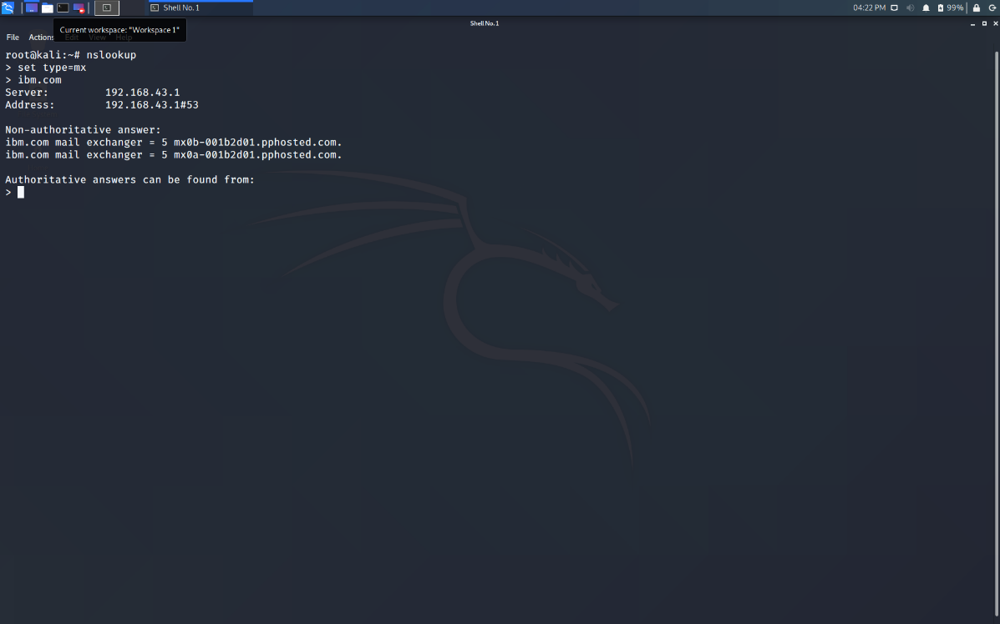 Shell No. 1
04:22 PM
99%
Current workspace: "Workspace 1"
Shell No. 1
File Actions Edit View Help
root@kali:~# nslookup
> set type=mx
> ibm.com
Server:         192.168.43.1
Address:        192.168.43.1#53
Non-authoritative answer:
ibm.com mail exchanger = 5 mx0b-001b2d01.pphosted.com.
ibm.com mail exchanger = 5 mx0a-001b2d01.pphosted.com.
Authoritative answers can be found from:
>